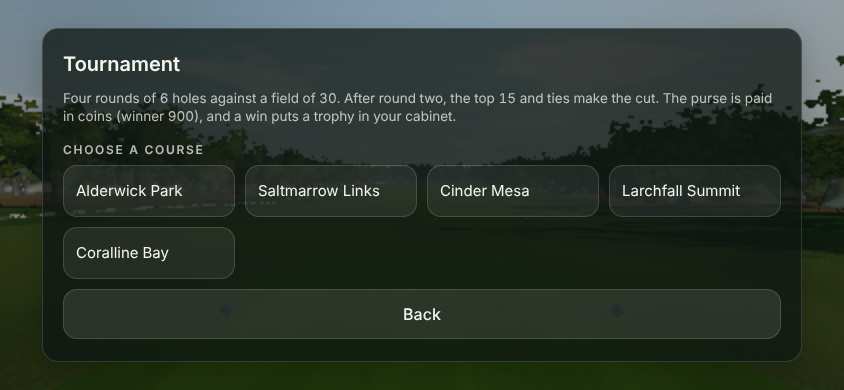 Tournament
Four rounds of 6 holes against a field of 30. After round two, the top 15 and ties make the cut. The purse is paid
in coins (winner 900), and a win puts a trophy in your cabinet.
CHOOSE A COURSE
Alderwick Park
Saltmarrow Links
Cinder Mesa
Larchfall Summit
Coralline Bay
Back